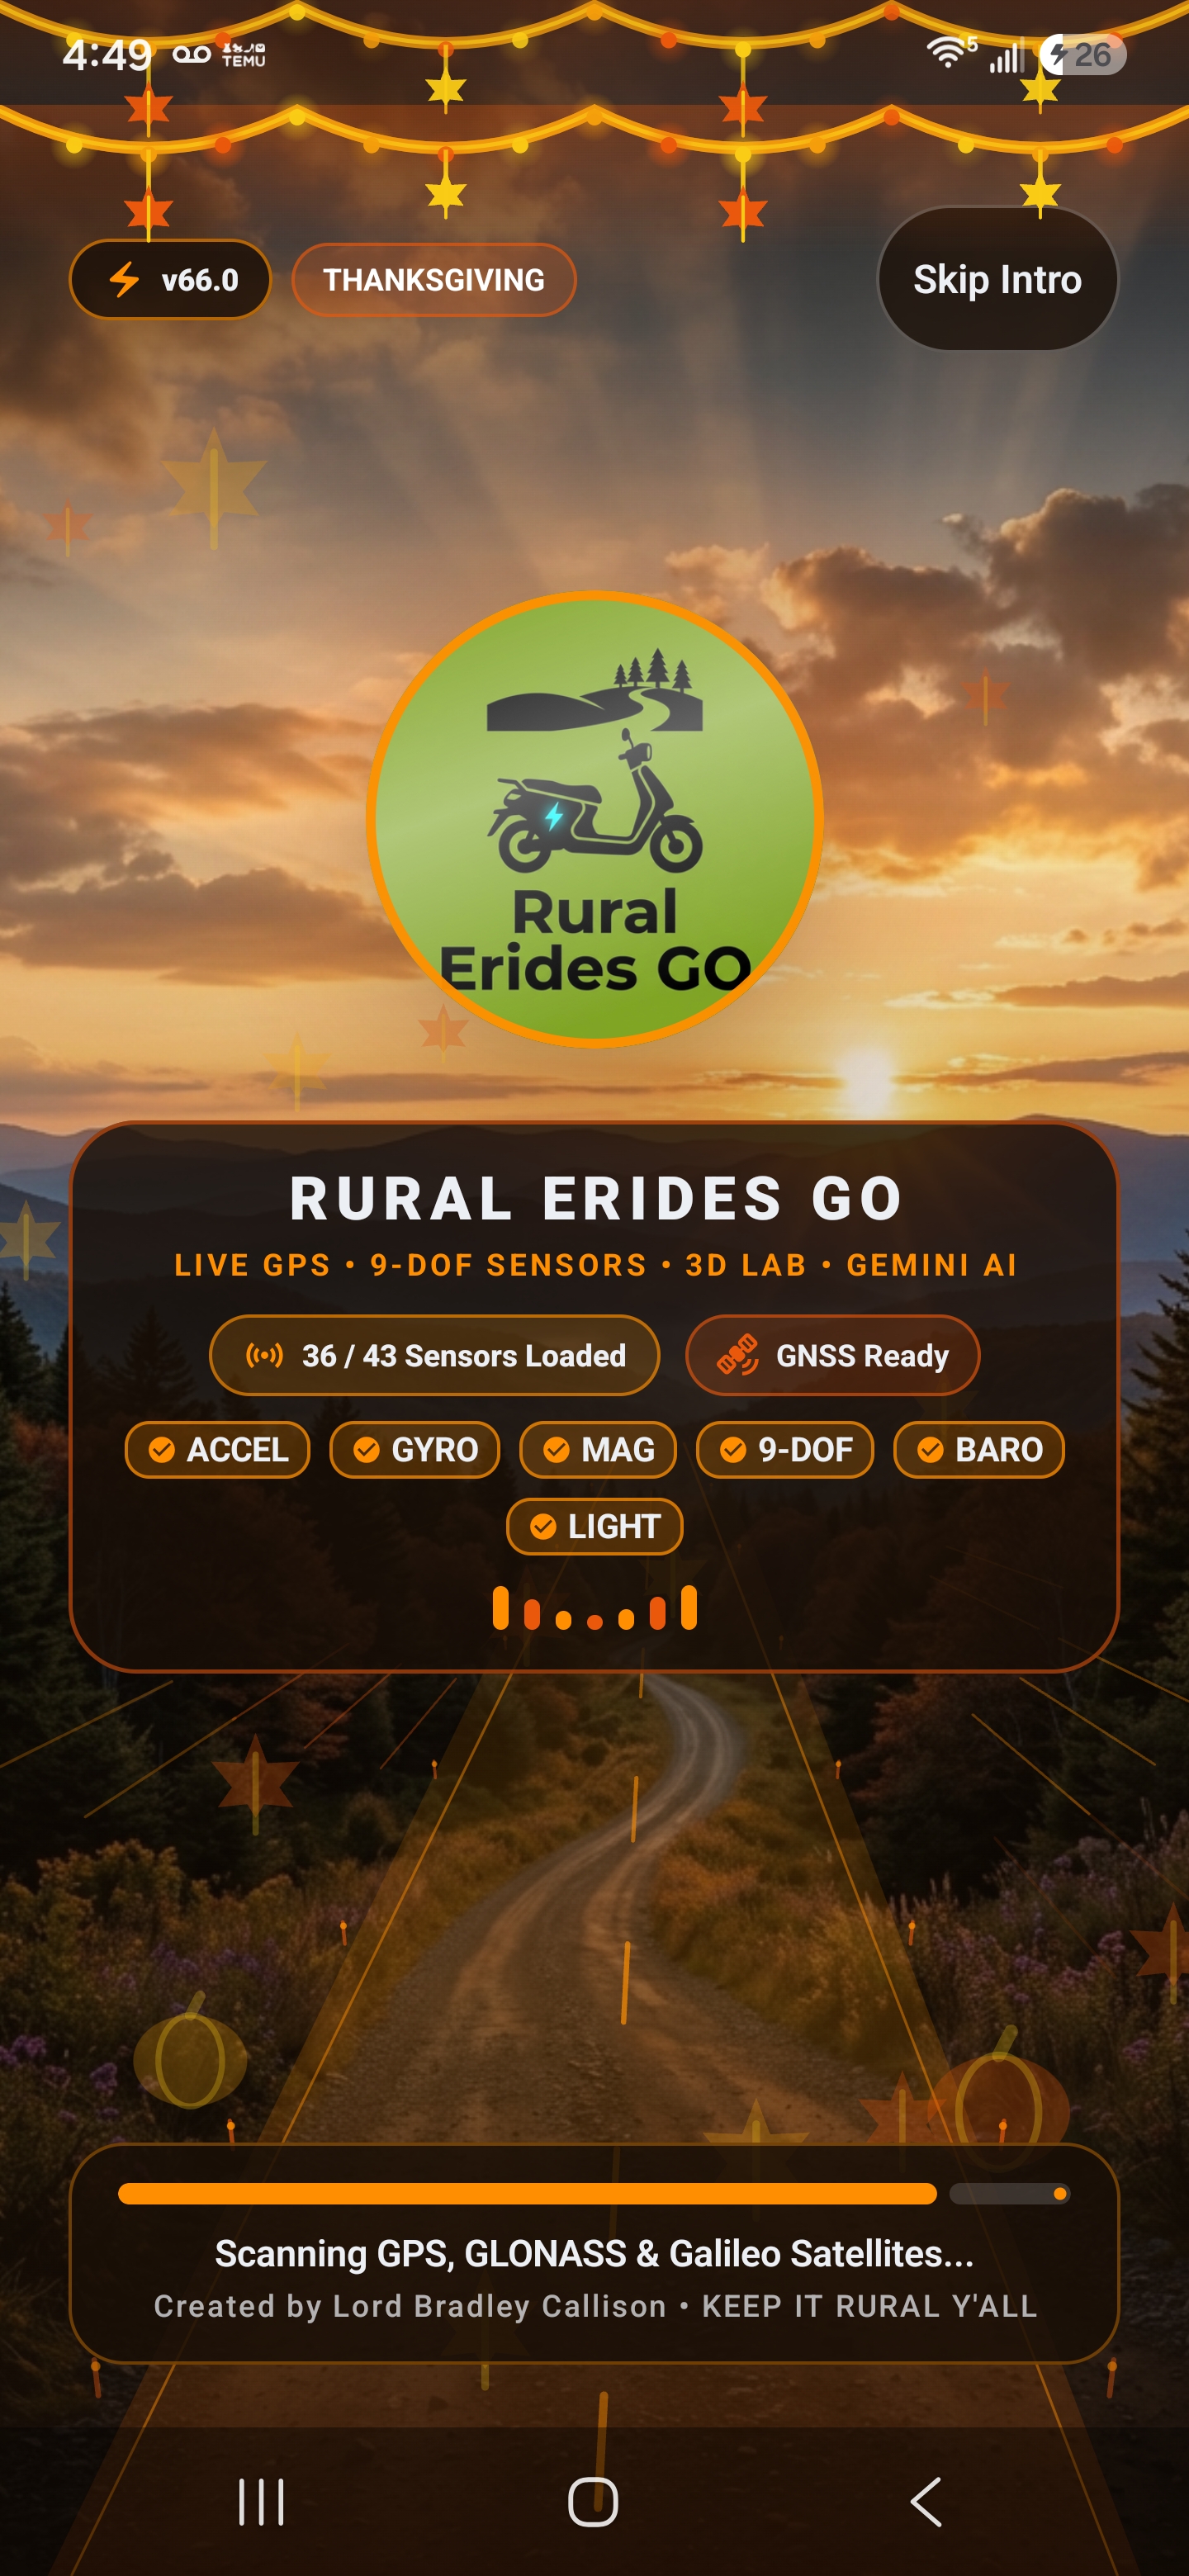 4:49 TEMU 5 26
v66.0 THANKSGIVING Skip Intro
Rural
Erides GO
RURAL ERIDES GO
LIVE GPS • 9-DOF SENSORS • 3D LAB • GEMINI AI
36 / 43 Sensors Loaded GNSS Ready
ACCEL GYRO MAG 9-DOF BARO
LIGHT
Scanning GPS, GLONASS & Galileo Satellites...
Created by Lord Bradley Callison • KEEP IT RURAL Y'ALL